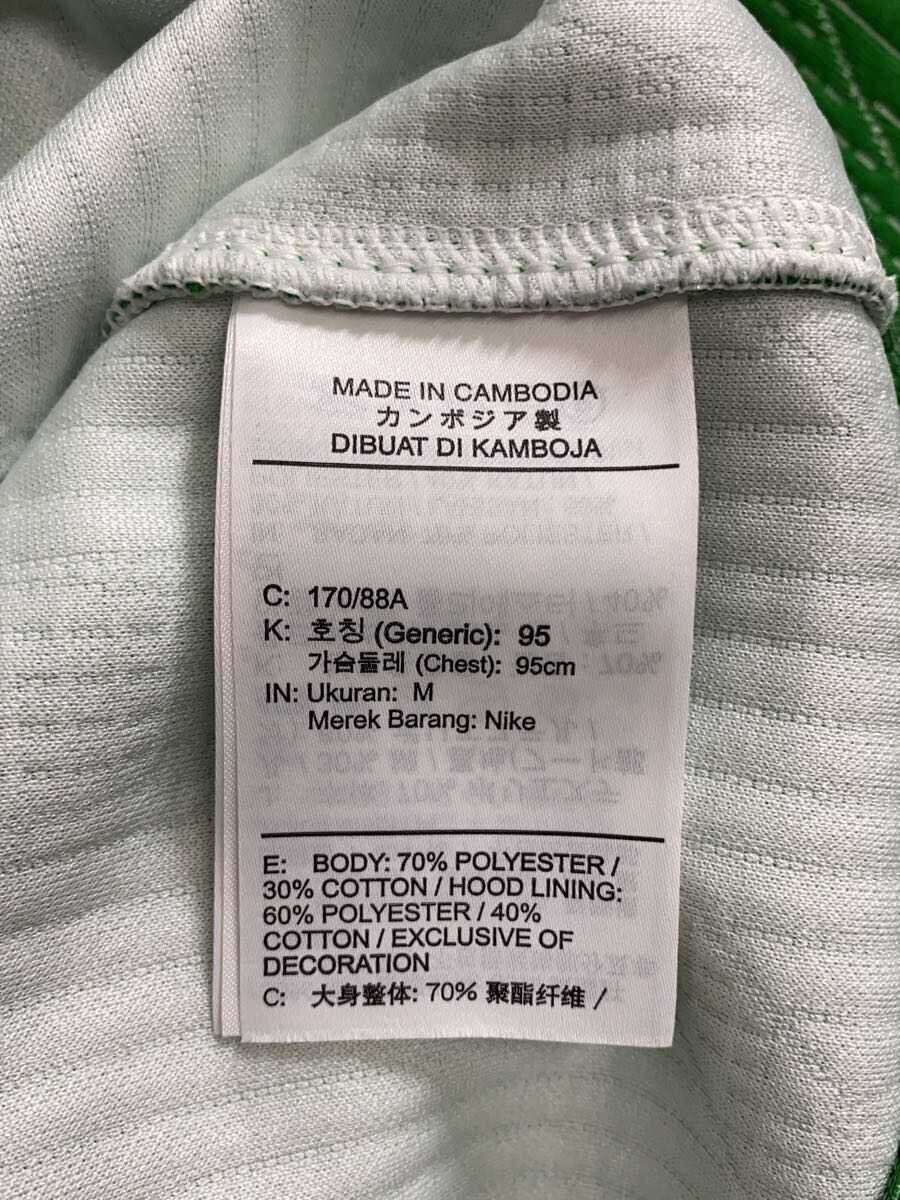 MADE IN CAMBODIA
カンボジア製
DIBUAT DI KAMBOJA
C: 170/88A
K: 호칭 (Generic): 95
가슴둘레 (Chest): 95cm
IN: Ukuran: M
Merek Barang: Nike
E: BODY: 70% POLYESTER /
30% COTTON / HOOD LINING:
60% POLYESTER / 40%
COTTON / EXCLUSIVE OF
DECORATION
C: 大身整体: 70% 聚酯纤维 /